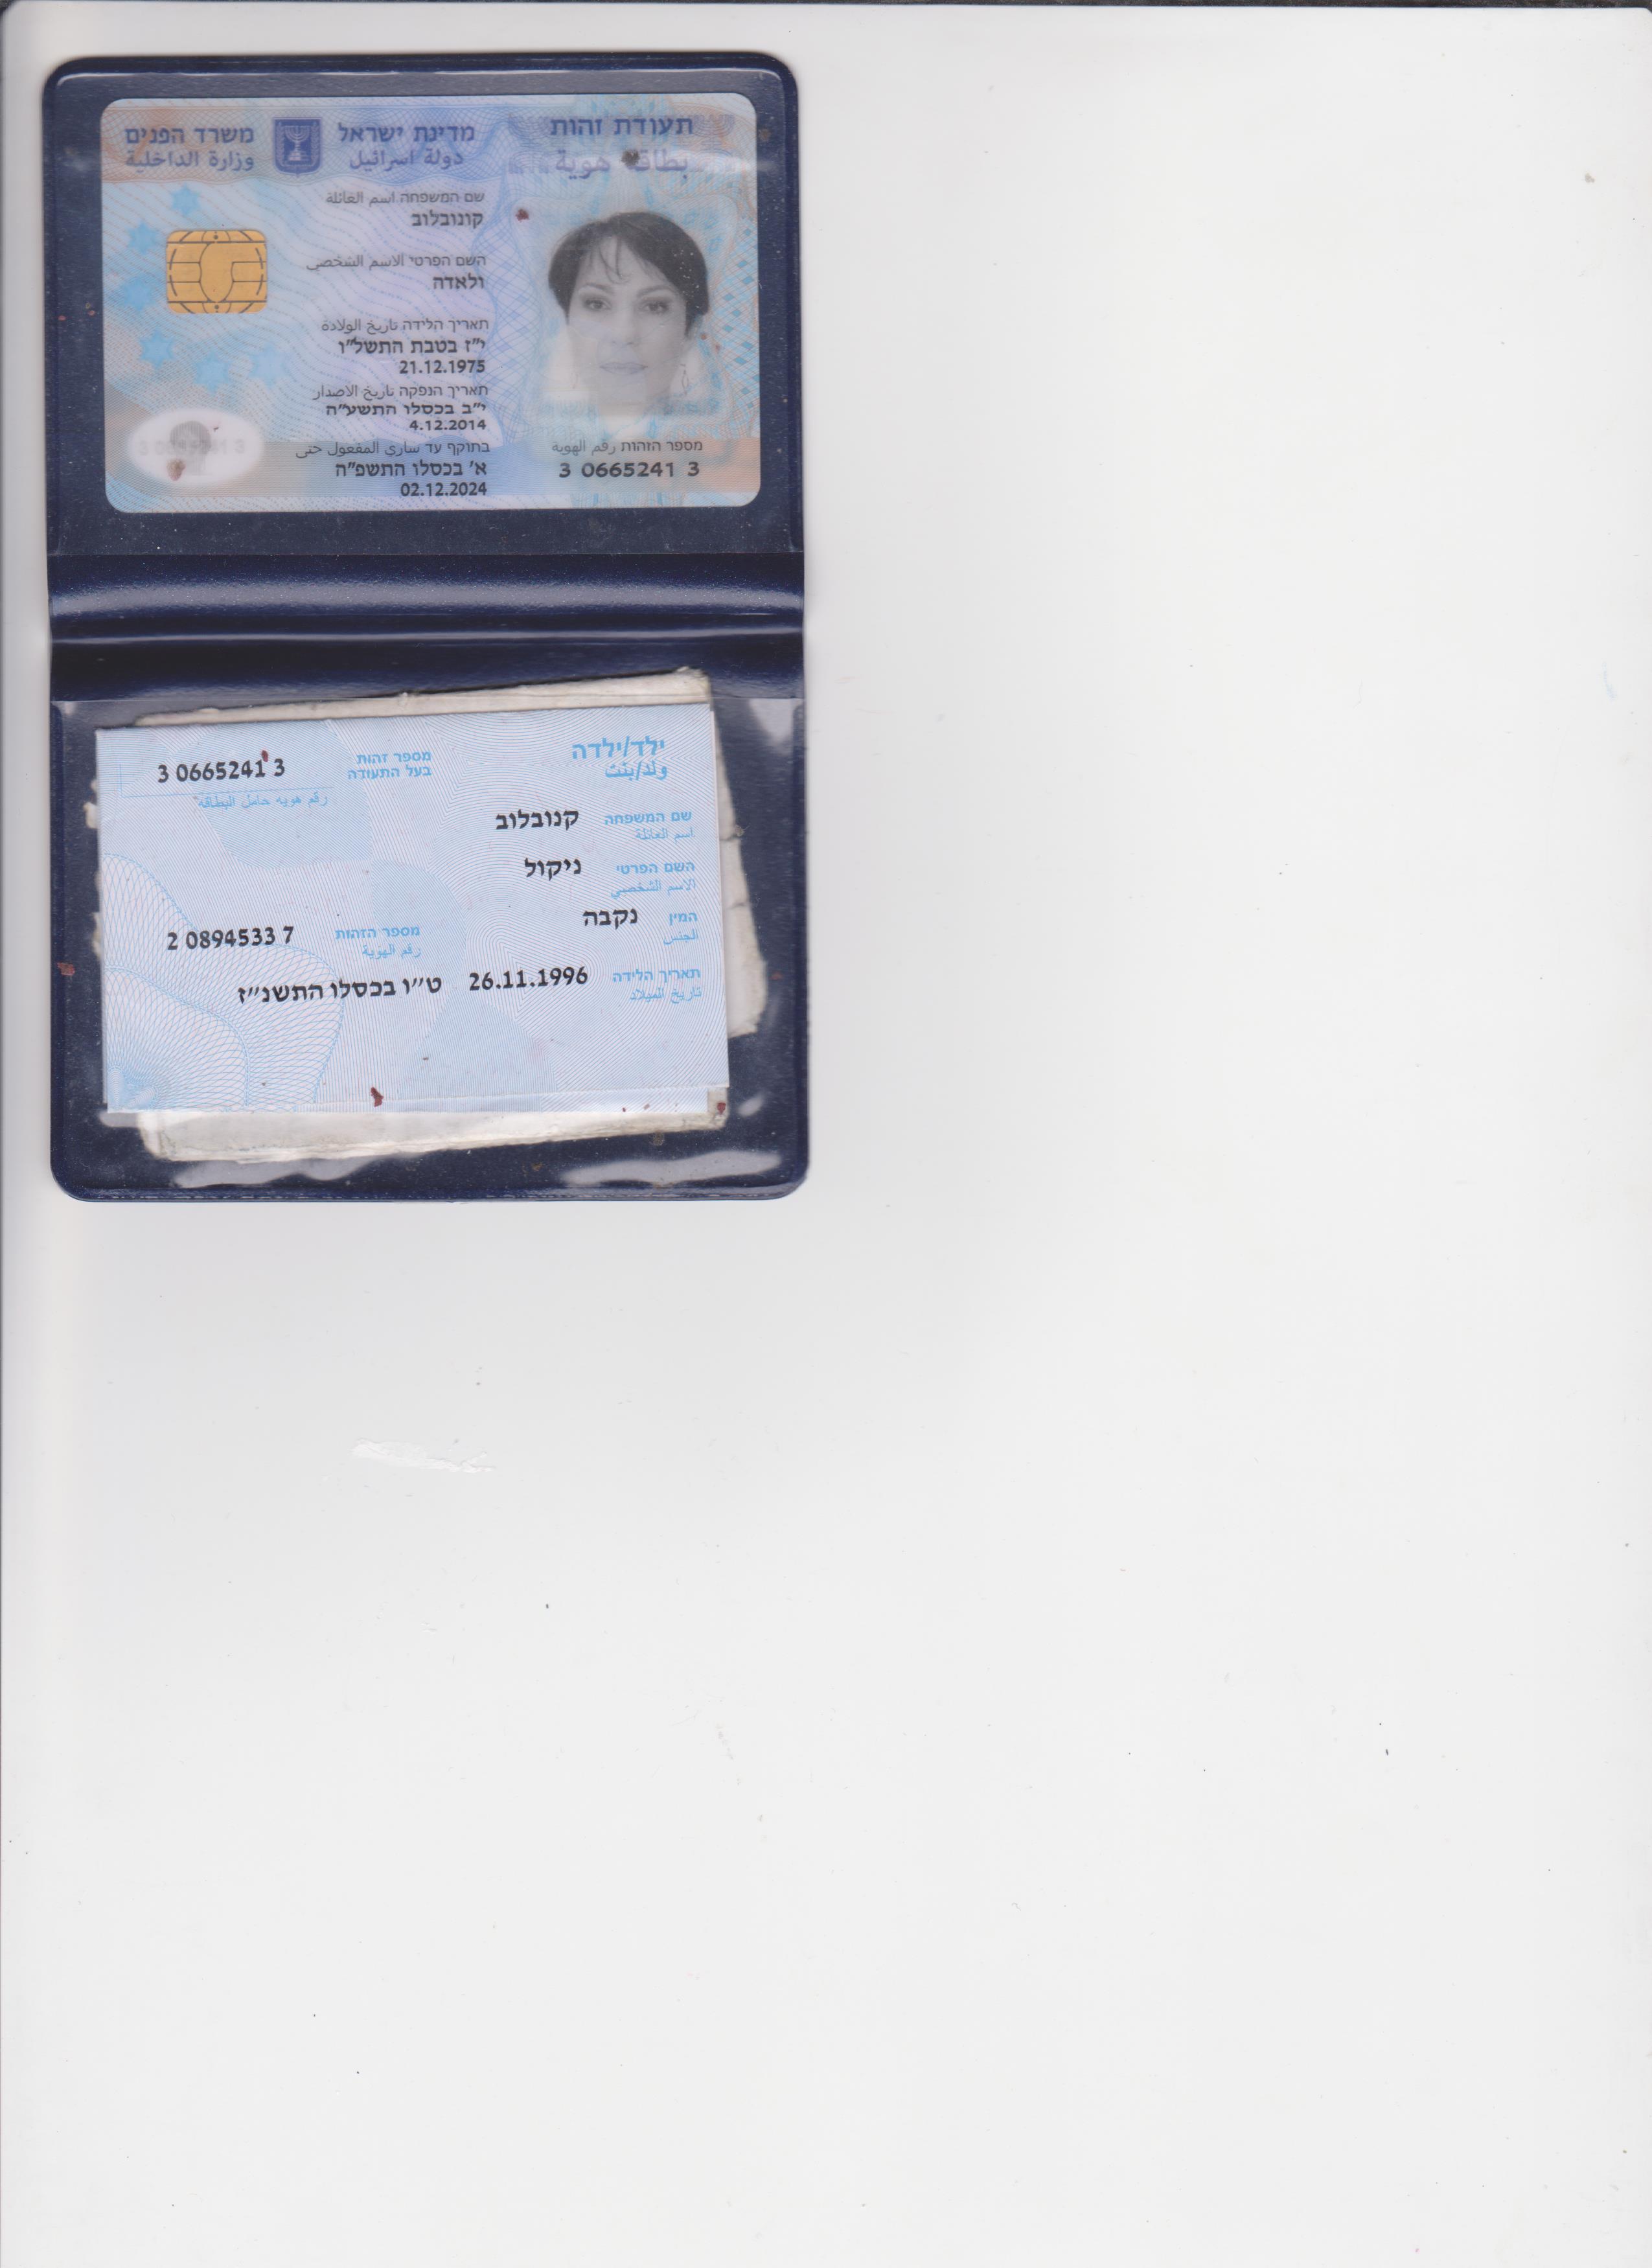 תעודת זהות
بطاقة هوية
מדינת ישראל
دولة اسرائيل
משרד הפנים
وزارة الداخلية
שם המשפחה اسم العائلة
קונובלוב
השם הפרטי الاسم الشخصي
ולאדה
תאריך הלידה تاريخ الولادة
י"ז בטבת התשל"ו
21.12.1975
תאריך הנפקה تاريخ الاصدار
י"ב בכסלו התשע"ה
4.12.2014
בתוקף עד ساري المفعول حتى
א' בכסלו התשפ"ה
02.12.2024
מספר הזהות رقم الهوية
3 0665241 3
ילד/ילדה
ولد/بنت
מספר זהות
בעל התעודה
3 0665241 3
رقم هويه حامل البطاقة
שם המשפחה קנובלוב
اسم العائلة
השם הפרטי ניקול
الاسم الشخصي
המין נקבה
الجنس
מספר הזהות 2 0894533 7
رقم الهوية
תאריך הלידה 26.11.1996 ט"ו בכסלו התשנ"ז
تاريخ الميلاد